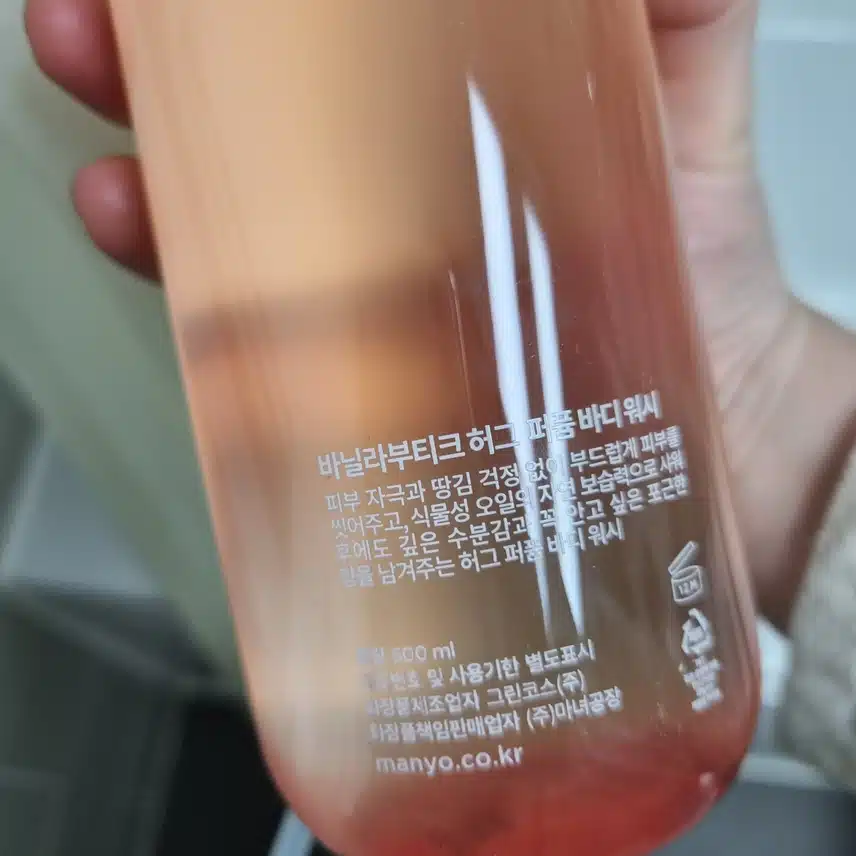 바닐라부티크 허그 퍼퓸 바디 워시
피부 자극과 땅김 걱정 없이 부드럽게 피부를
씻어주고, 식물성 오일의 자연 보습력으로 샤워
후에도 깊은 수분감과 꼭 안고 싶은 포근한
향을 남겨주는 허그 퍼퓸 바디 워시
12M
500 ml
번호 및 사용기한 별도표시
화장품제조업자 그린코스(주)
화장품책임판매업자 (주)마녀공장
manyo.co.kr